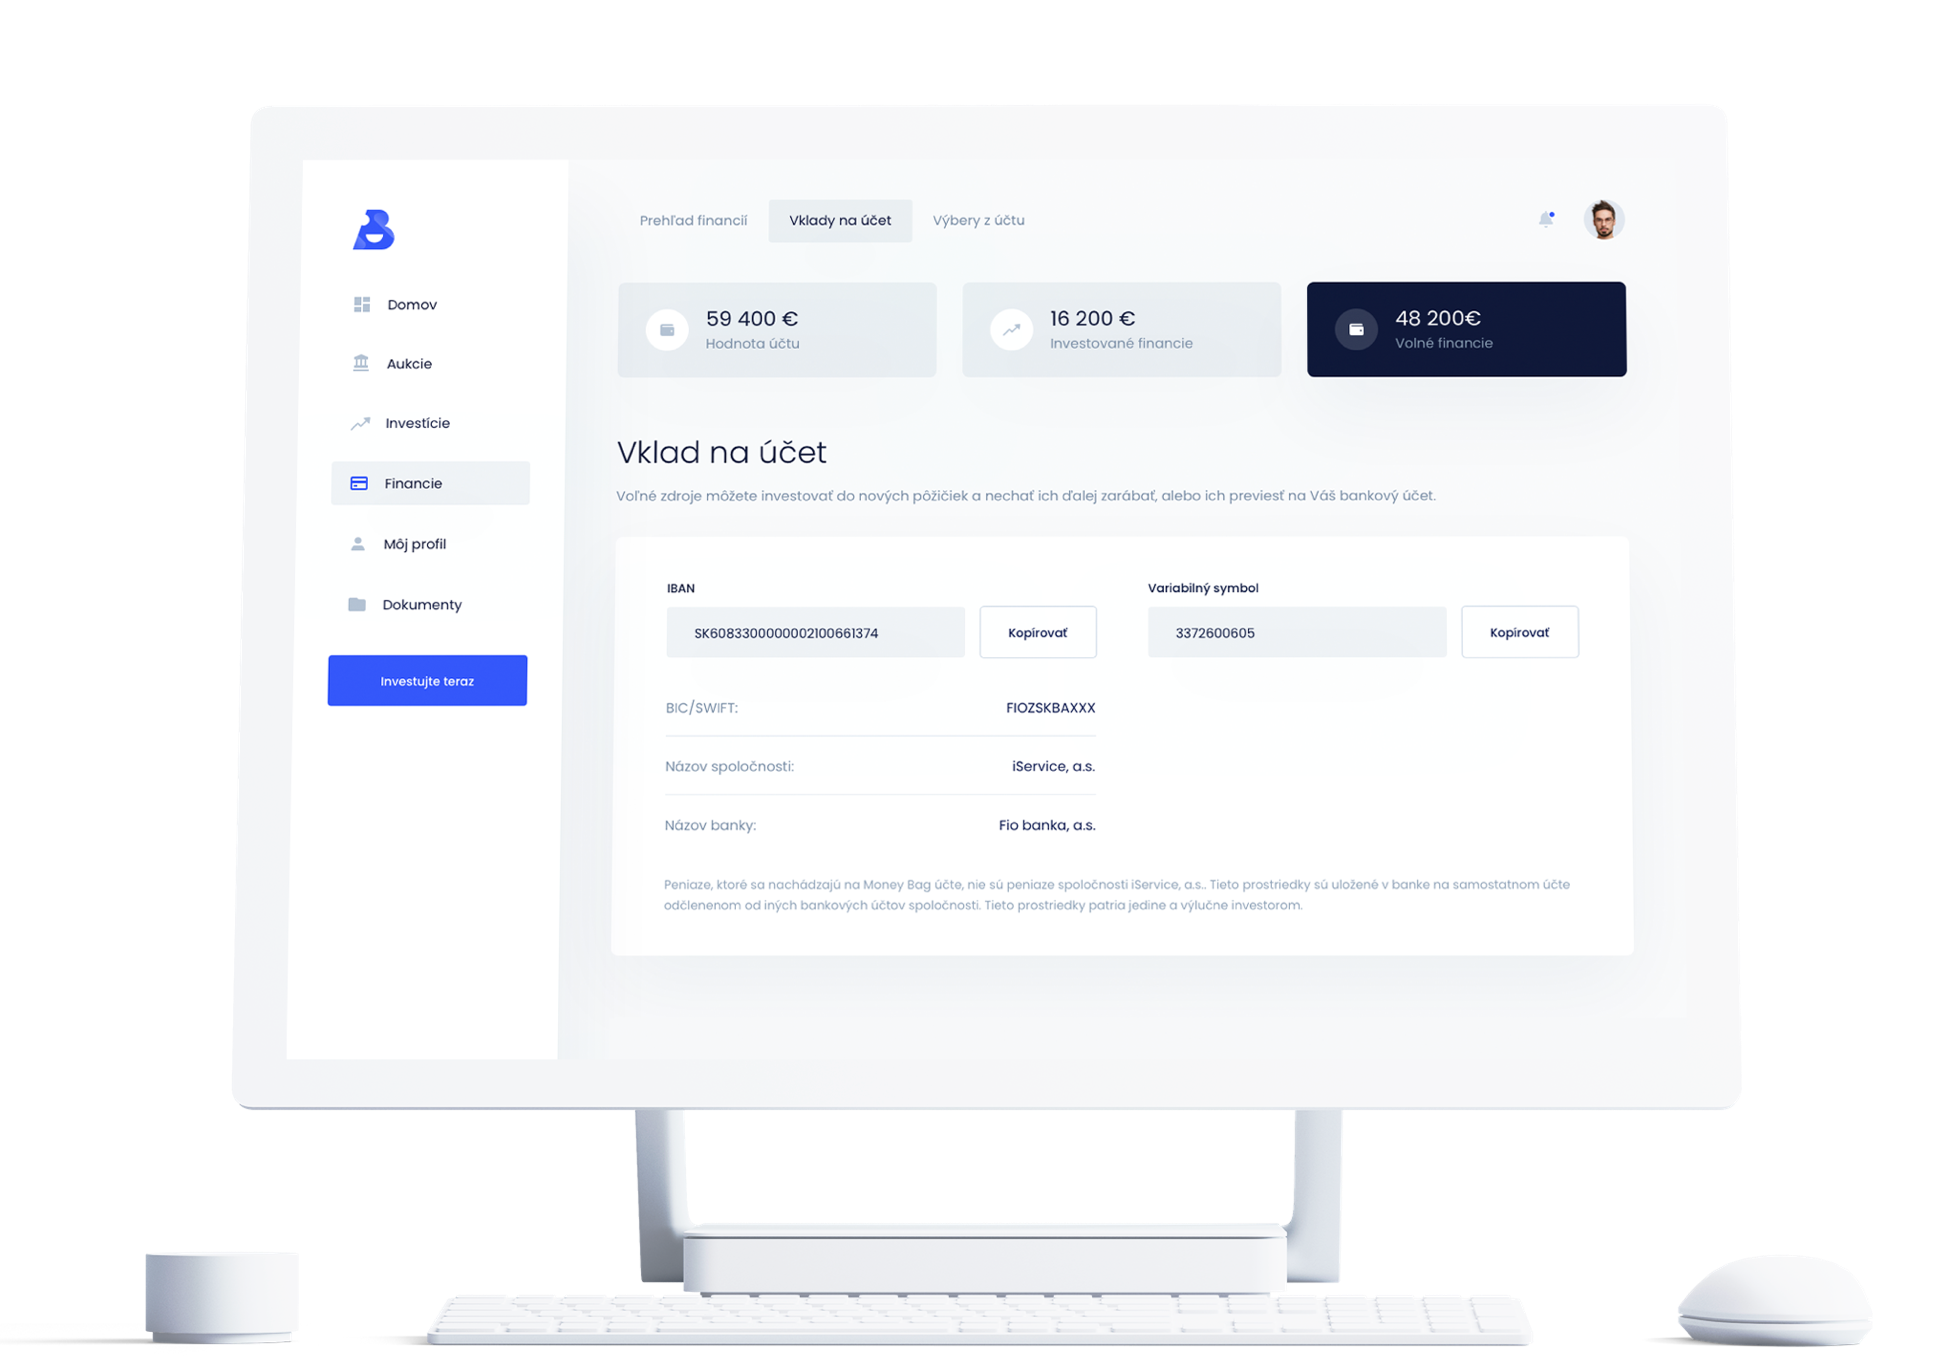 Prehľad financií
Vklady na účet
Výbery z účtu
Domov
Aukcie
Investície
Financie
Môj profil
Dokumenty
Investujte teraz
59 400 €
Hodnota účtu
16 200 €
Investované financie
48 200€
Volné financie
Vklad na účet
Voľné zdroje môžete investovať do nových pôžičiek a nechať ich ďalej zarábať, alebo ich previesť na Váš bankový účet.
IBAN
SK6083300000002100661374
Kopírovať
Variabilný symbol
3372600605
Kopírovať
BIC/SWIFT: FIOZSKBAXXX
Názov spoločnosti: iService, a.s.
Názov banky: Fio banka, a.s.
Peniaze, ktoré sa nachádzajú na Money Bag účte, nie sú peniaze spoločnosti iService, a.s.. Tieto prostriedky sú uložené v banke na samostatnom účte
odčlenenom od iných bankových účtov spoločnosti. Tieto prostriedky patria jedine a výlučne investorom.